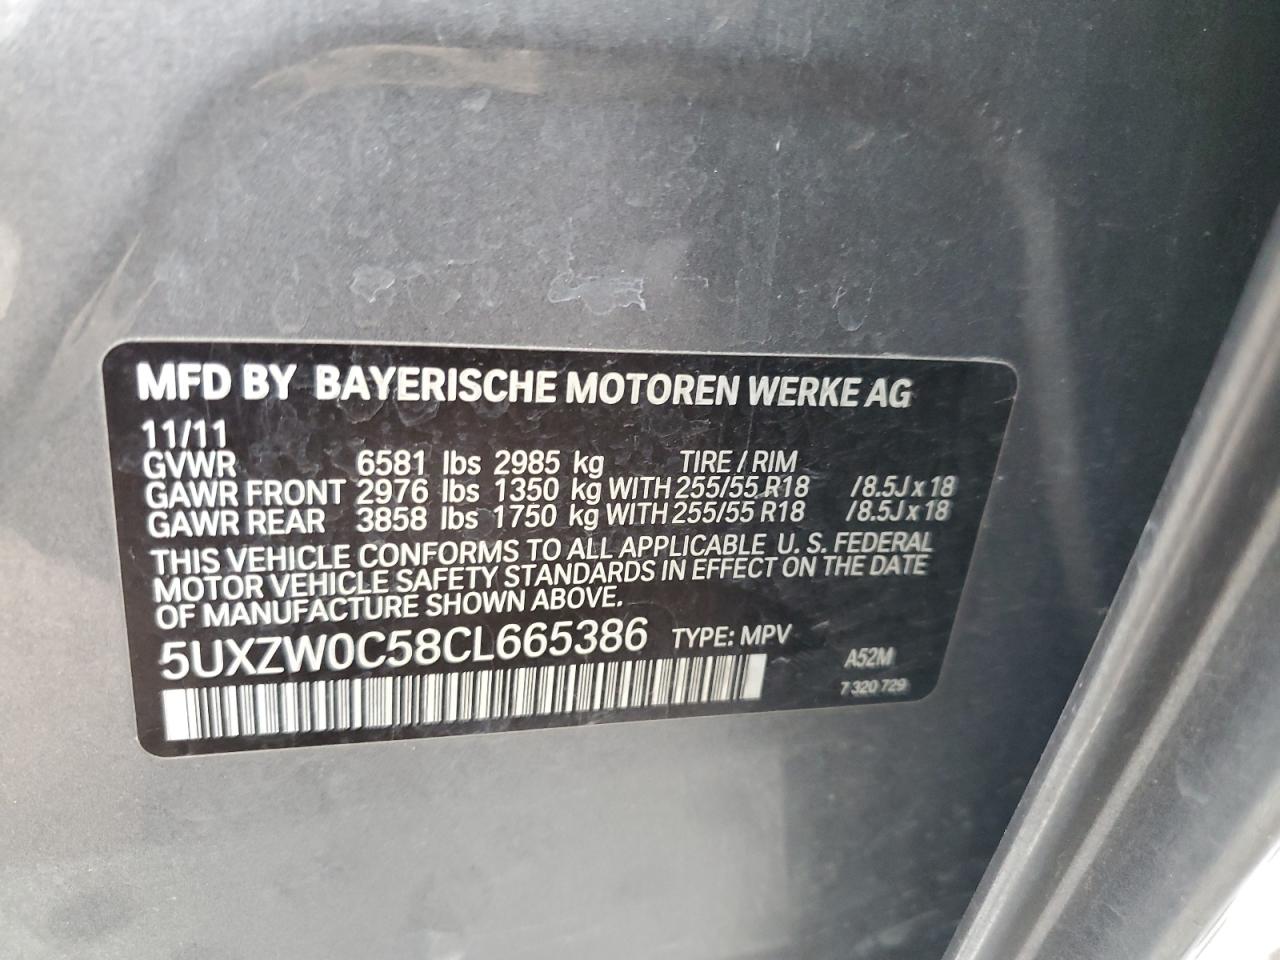 MFD BY BAYERISCHE MOTOREN WERKE AG
11/11
GVWR 6581 lbs 2985 kg TIRE / RIM
GAWR FRONT 2976 lbs 1350 kg WITH 255/55 R18 /8.5J x 18
GAWR REAR 3858 lbs 1750 kg WITH 255/55 R18 /8.5J x 18
THIS VEHICLE CONFORMS TO ALL APPLICABLE U. S. FEDERAL
MOTOR VEHICLE SAFETY STANDARDS IN EFFECT ON THE DATE
OF MANUFACTURE SHOWN ABOVE.
5UXZW0C58CL665386 TYPE: MPV
A52M
7 320 729